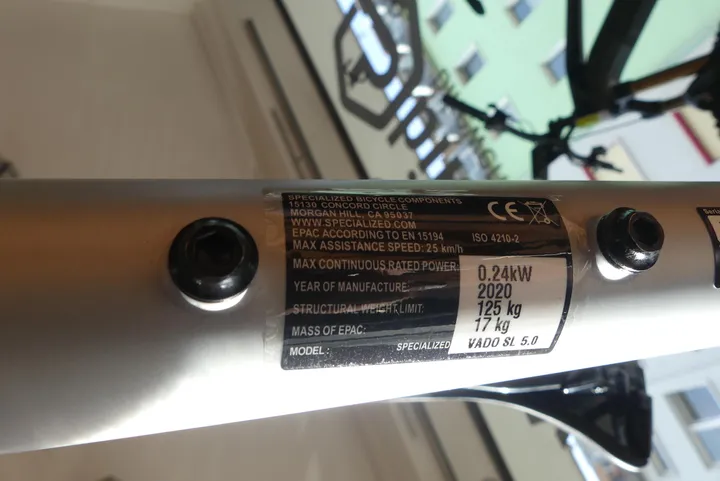 SPECIALIZED BICYCLE COMPONENTS
15130 CONCORD CIRCLE
MORGAN HILL, CA 95037
WWW.SPECIALIZED.COM
EPAC ACCORDING TO EN 15194 ISO 4210-2
MAX ASSISTANCE SPEED: 25 km/h
CE
MAX CONTINUOUS RATED POWER: 0.24kW
YEAR OF MANUFACTURE: 2020
STRUCTURAL WEIGHT LIMIT: 125 kg
MASS OF EPAC: 17 kg
MODEL: SPECIALIZED VADO SL 5.0